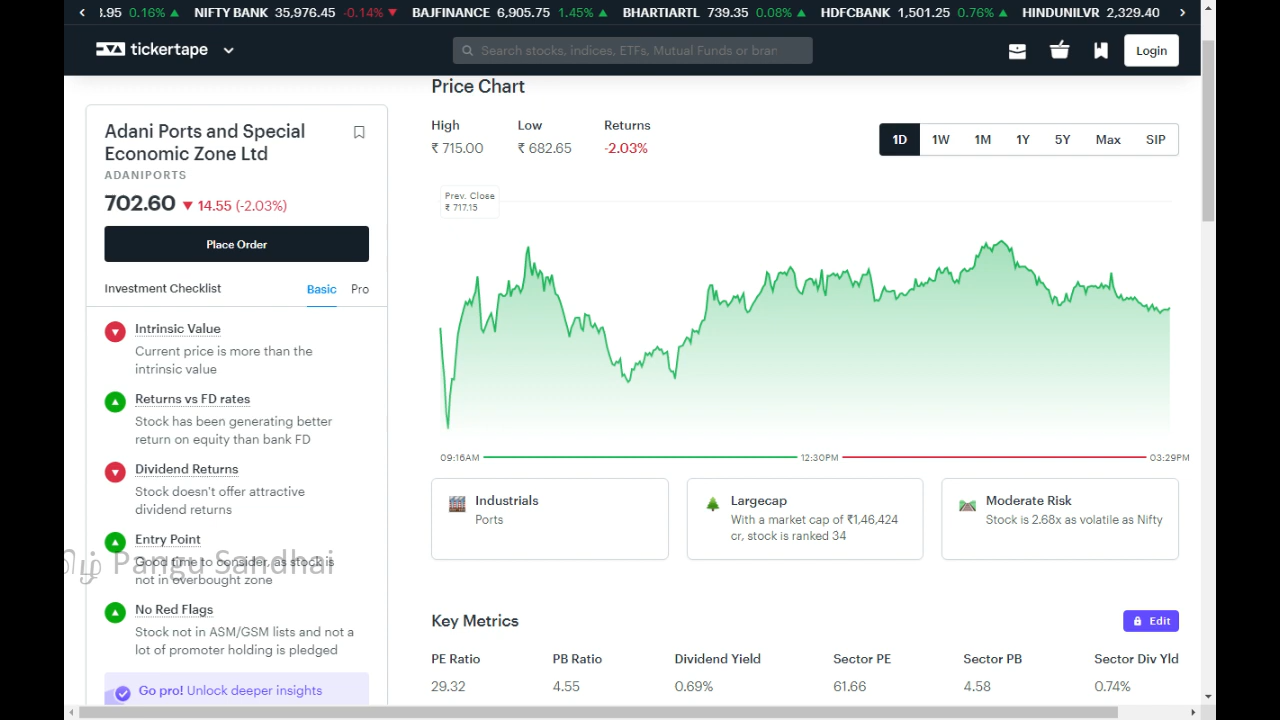 3.95 0.16% ▲ NIFTY BANK 35,976.45 -0.14% ▼ BAJFINANCE 6,905.75 1.45% ▲ BHARTIARTL 739.35 0.08% ▲ HDFCBANK 1,501.25 0.76% ▲ HINDUNILVR 2,329.40
tickertape
Search stocks, indices, ETFs, Mutual Funds or bran
Login
Adani Ports and Special
Economic Zone Ltd
ADANIPORTS
702.60 ▼ 14.55 (-2.03%)
Place Order
Investment Checklist Basic Pro
Intrinsic Value
Current price is more than the
intrinsic value
Returns vs FD rates
Stock has been generating better
return on equity than bank FD
Dividend Returns
Stock doesn't offer attractive
dividend returns
Entry Point
Good time to consider, as stock is
not in overbought zone
Pangu Sandhai
No Red Flags
Stock not in ASM/GSM lists and not a
lot of promoter holding is pledged
Go pro! Unlock deeper insights
Price Chart
High Low Returns
₹ 715.00 ₹ 682.65 -2.03%
1D 1W 1M 1Y 5Y Max SIP
Prev. Close
₹ 717.15
09:16AM 12:30PM 03:29PM
Industrials
Ports
Largecap
With a market cap of ₹1,46,424
cr, stock is ranked 34
Moderate Risk
Stock is 2.68x as volatile as Nifty
Key Metrics
Edit
PE Ratio PB Ratio Dividend Yield Sector PE Sector PB Sector Div Yld
29.32 4.55 0.69% 61.66 4.58 0.74%